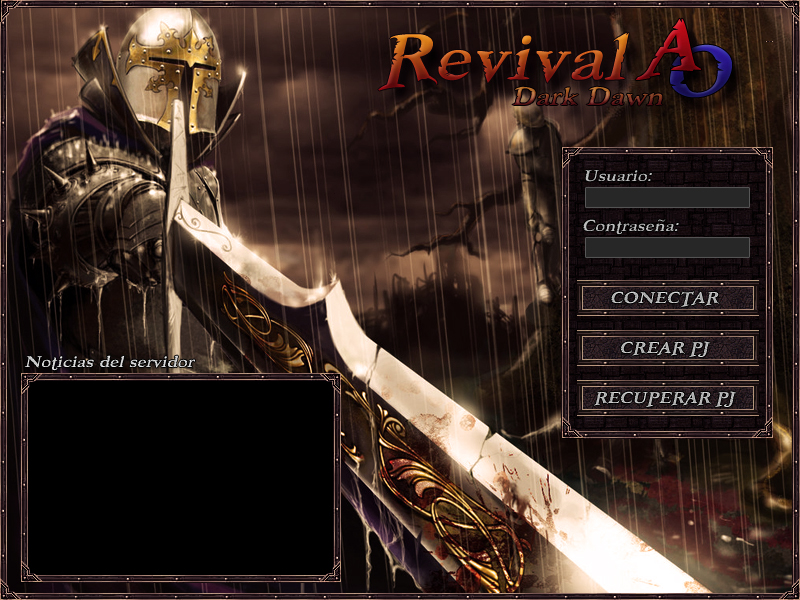 Revival AO
Dark Dawn
Usuario:
Contraseña:
CONECTAR
CREAR PJ
RECUPERAR PJ
Noticias del servidor